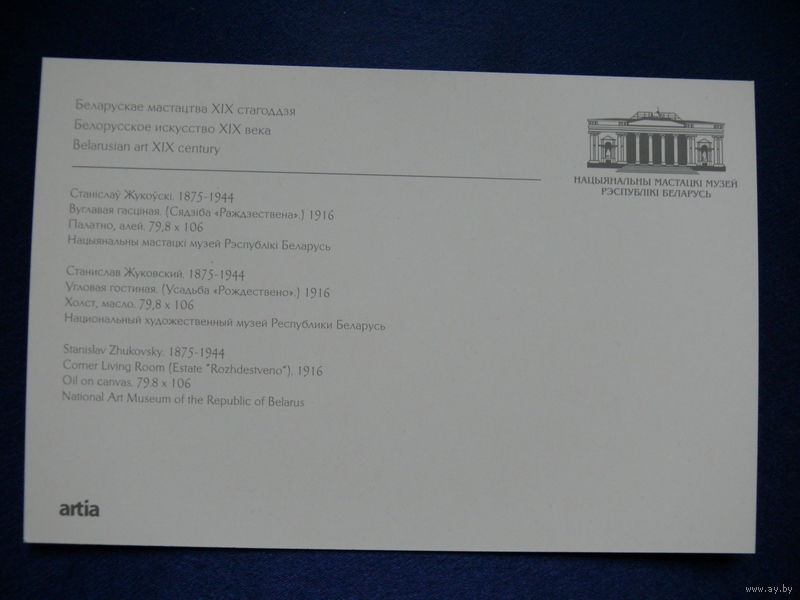 Беларускае мастацтва XIX стагоддзя
Белорусское искусство XIX века
Belarusian art XIX century
НАЦЫЯНАЛЬНЫ МАСТАЦКІ МУЗЕЙ
РЭСПУБЛІКІ БЕЛАРУСЬ
Станіслаў Жукоўскі. 1875-1944
Вуглавая гасціная. (Сядзіба «Раждзествена».) 1916
Палатно, алей. 79,8 x 106
Нацыянальны мастацкі музей Рэспублікі Беларусь
Станислав Жуковский. 1875-1944
Угловая гостиная. (Усадьба «Рождествено».) 1916
Холст, масло. 79,8 x 106
Национальный художественный музей Республики Беларусь
Stanislav Zhukovsky. 1875-1944
Corner Living Room (Estate "Rozhdestveno"). 1916
Oil on canvas. 79.8 x 106
National Art Museum of the Republic of Belarus
artia
www.ay.by